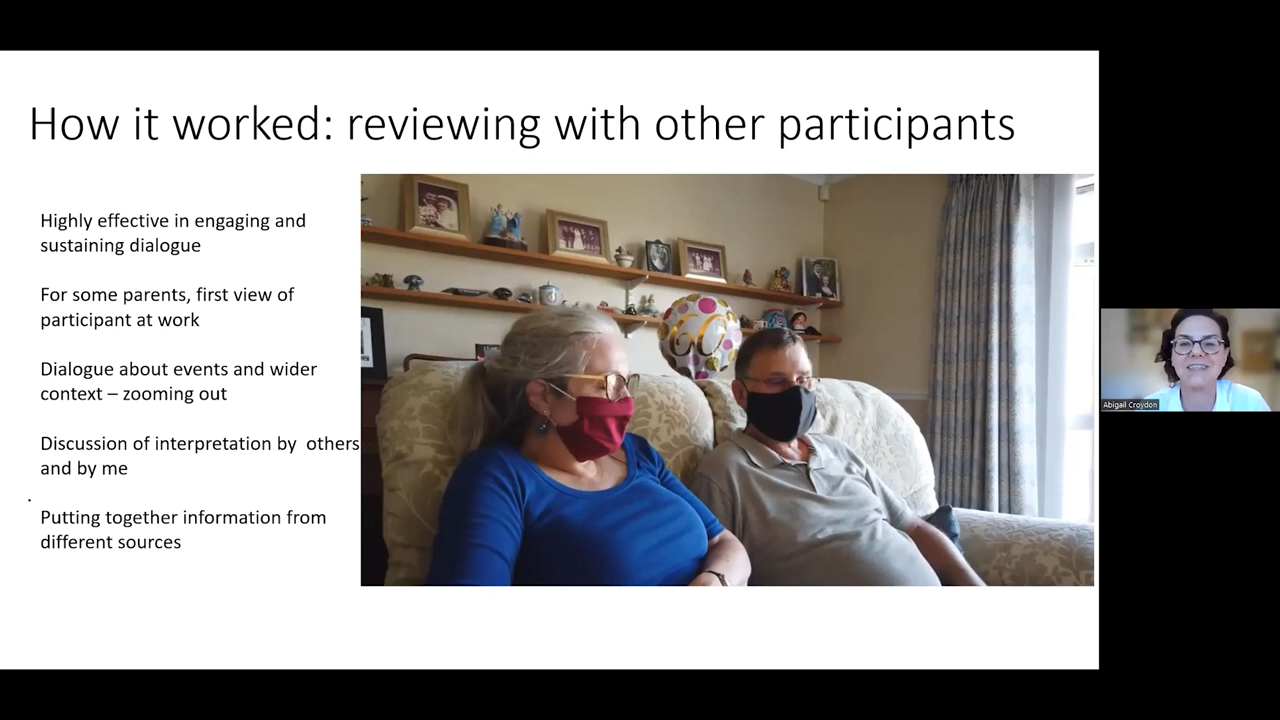 How it worked: reviewing with other participants
Highly effective in engaging and
sustaining dialogue
For some parents, first view of
participant at work
Dialogue about events and wider
context – zooming out
Discussion of interpretation by  others
and by me
.
Putting together information from
different sources
60
Abigail Croydon